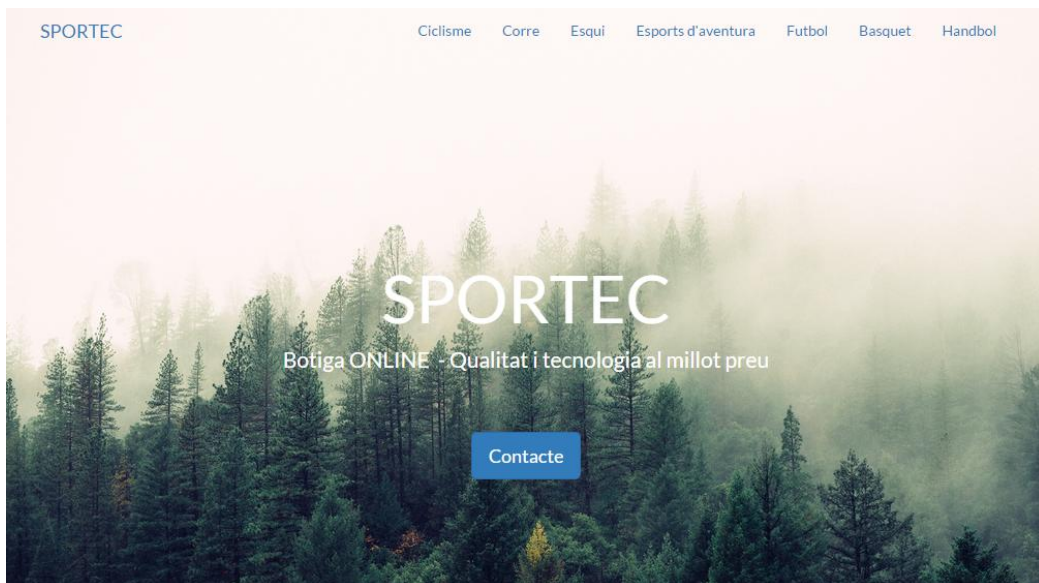 SPORTEC Ciclisme Corre Esqui Esports d'aventura Futbol Basquet Handbol
SPORTEC
Botiga ONLINE - Qualitat i tecnologia al millot preu
Contacte